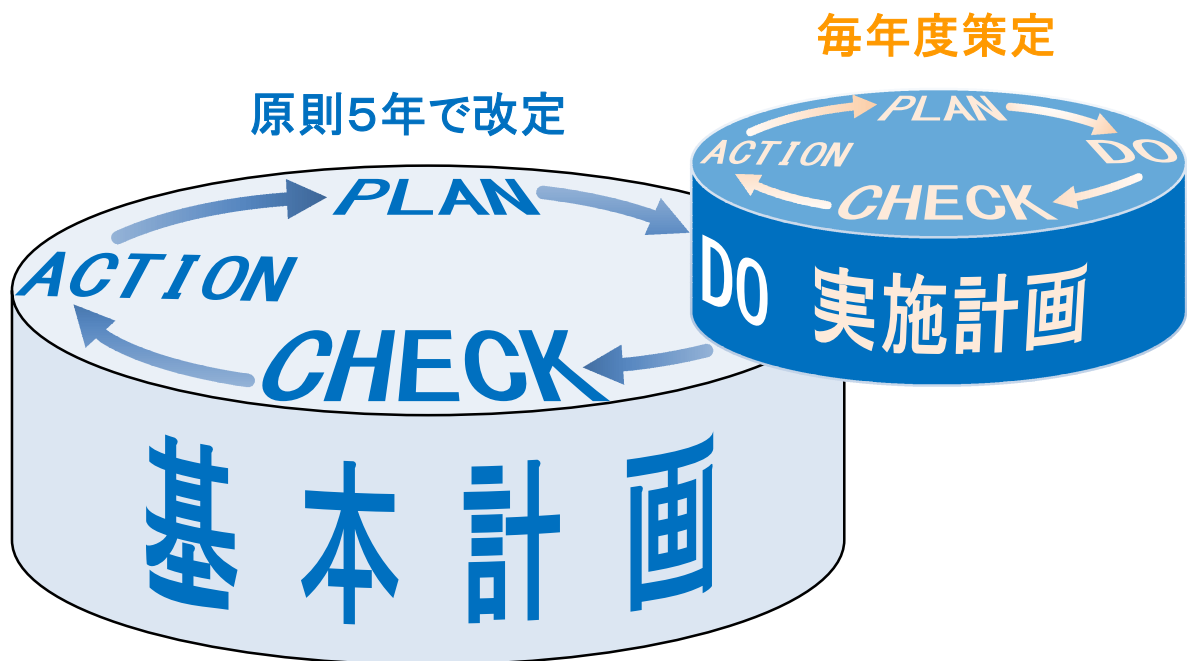 毎年度策定
原則5年で改定
PLAN
DO
CHECK
ACTION
実施計画
PLAN
DO
CHECK
ACTION
基本計画